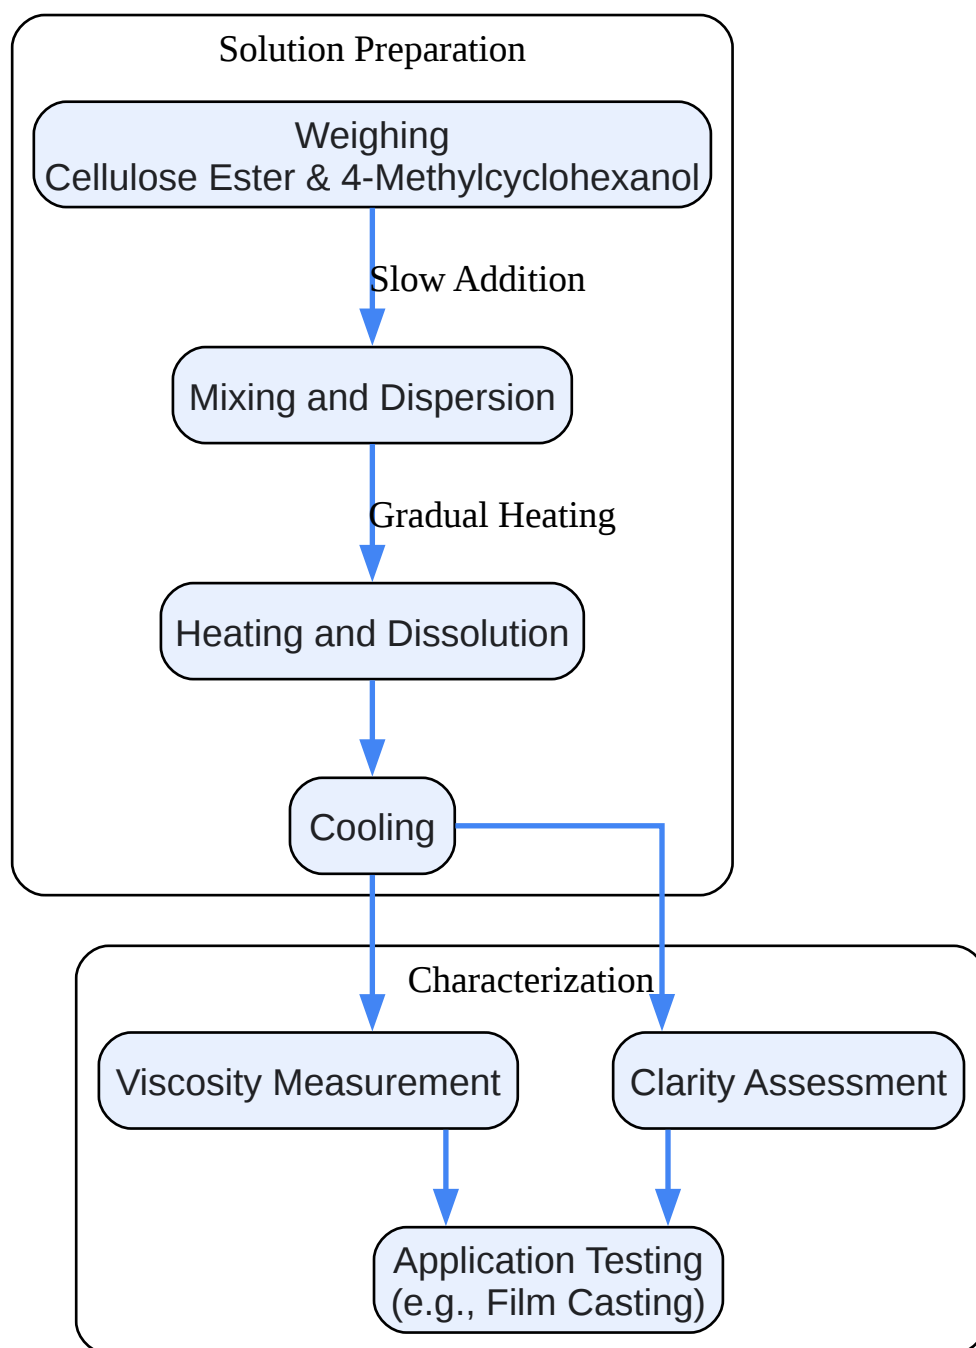 Solution Preparation
Weighing
Cellulose Ester & 4-Methylcyclohexanol
Slow Addition
Mixing and Dispersion
Gradual Heating
Heating and Dissolution
Cooling
Characterization
Viscosity Measurement
Clarity Assessment
Application Testing
(e.g., Film Casting)